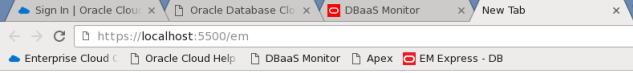 Sign In | Oracle Clou
Oracle Database Clo
DBaaS Monitor
New Tab
https://localhost:5500/em
Enterprise Cloud
Oracle Cloud Help
DBaaS Monitor
Apex
EM Express - DB